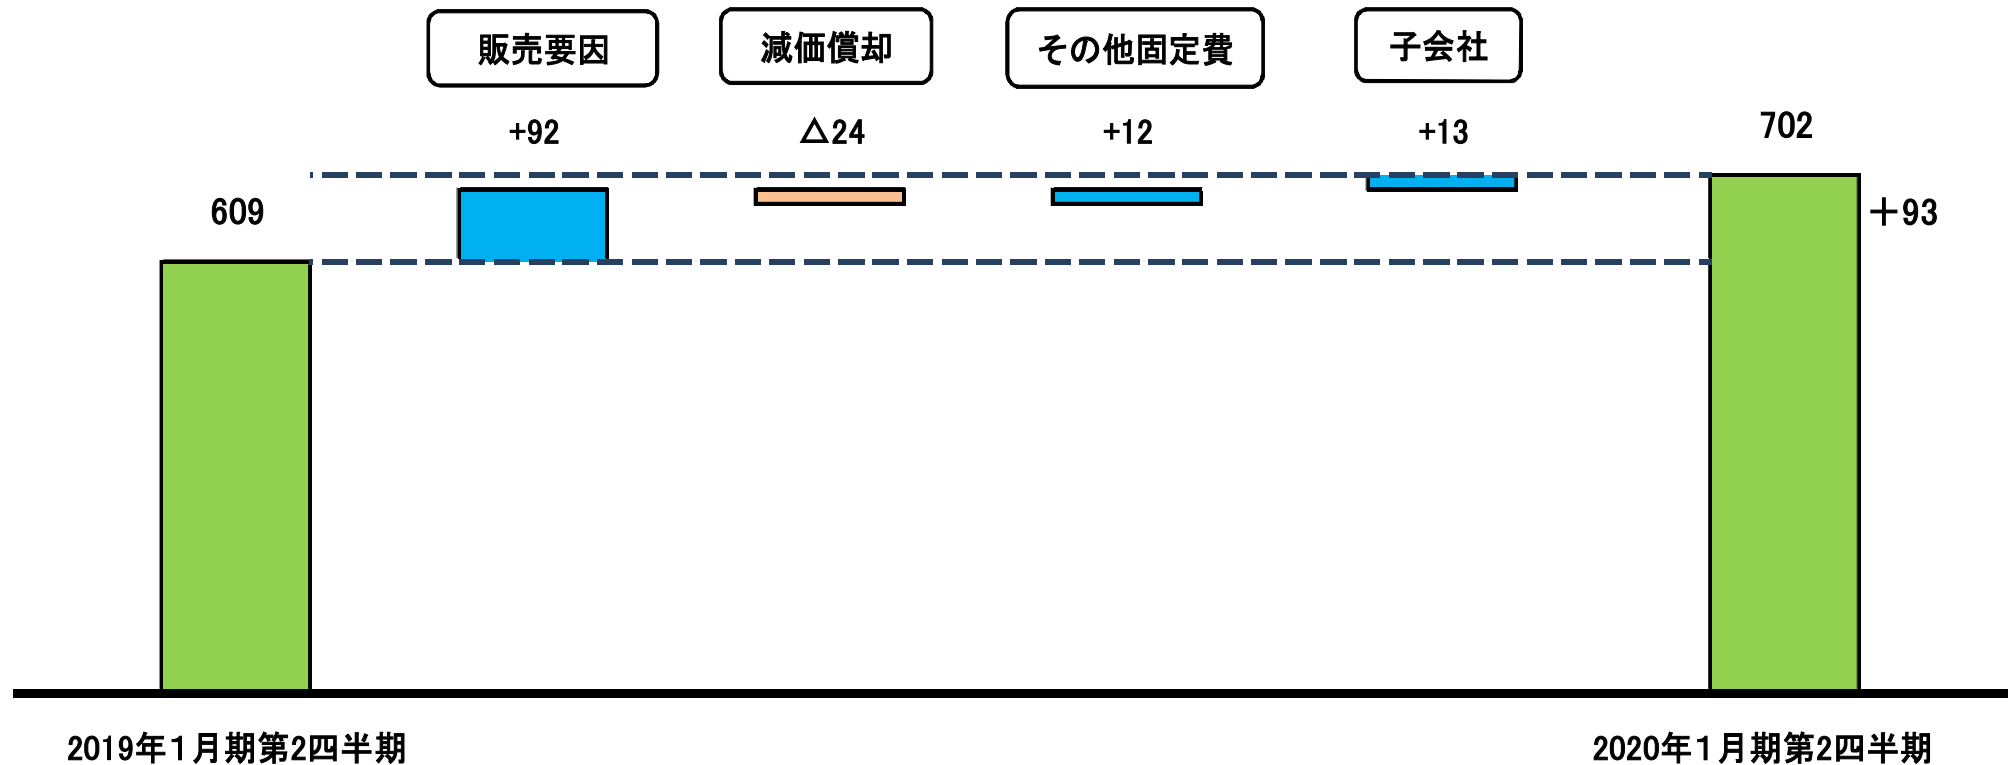 販売要因
減価償却
その他固定費
子会社
+92
△24
+12
+13
702
609
＋93
2019年１月期第2四半期
2020年１月期第2四半期